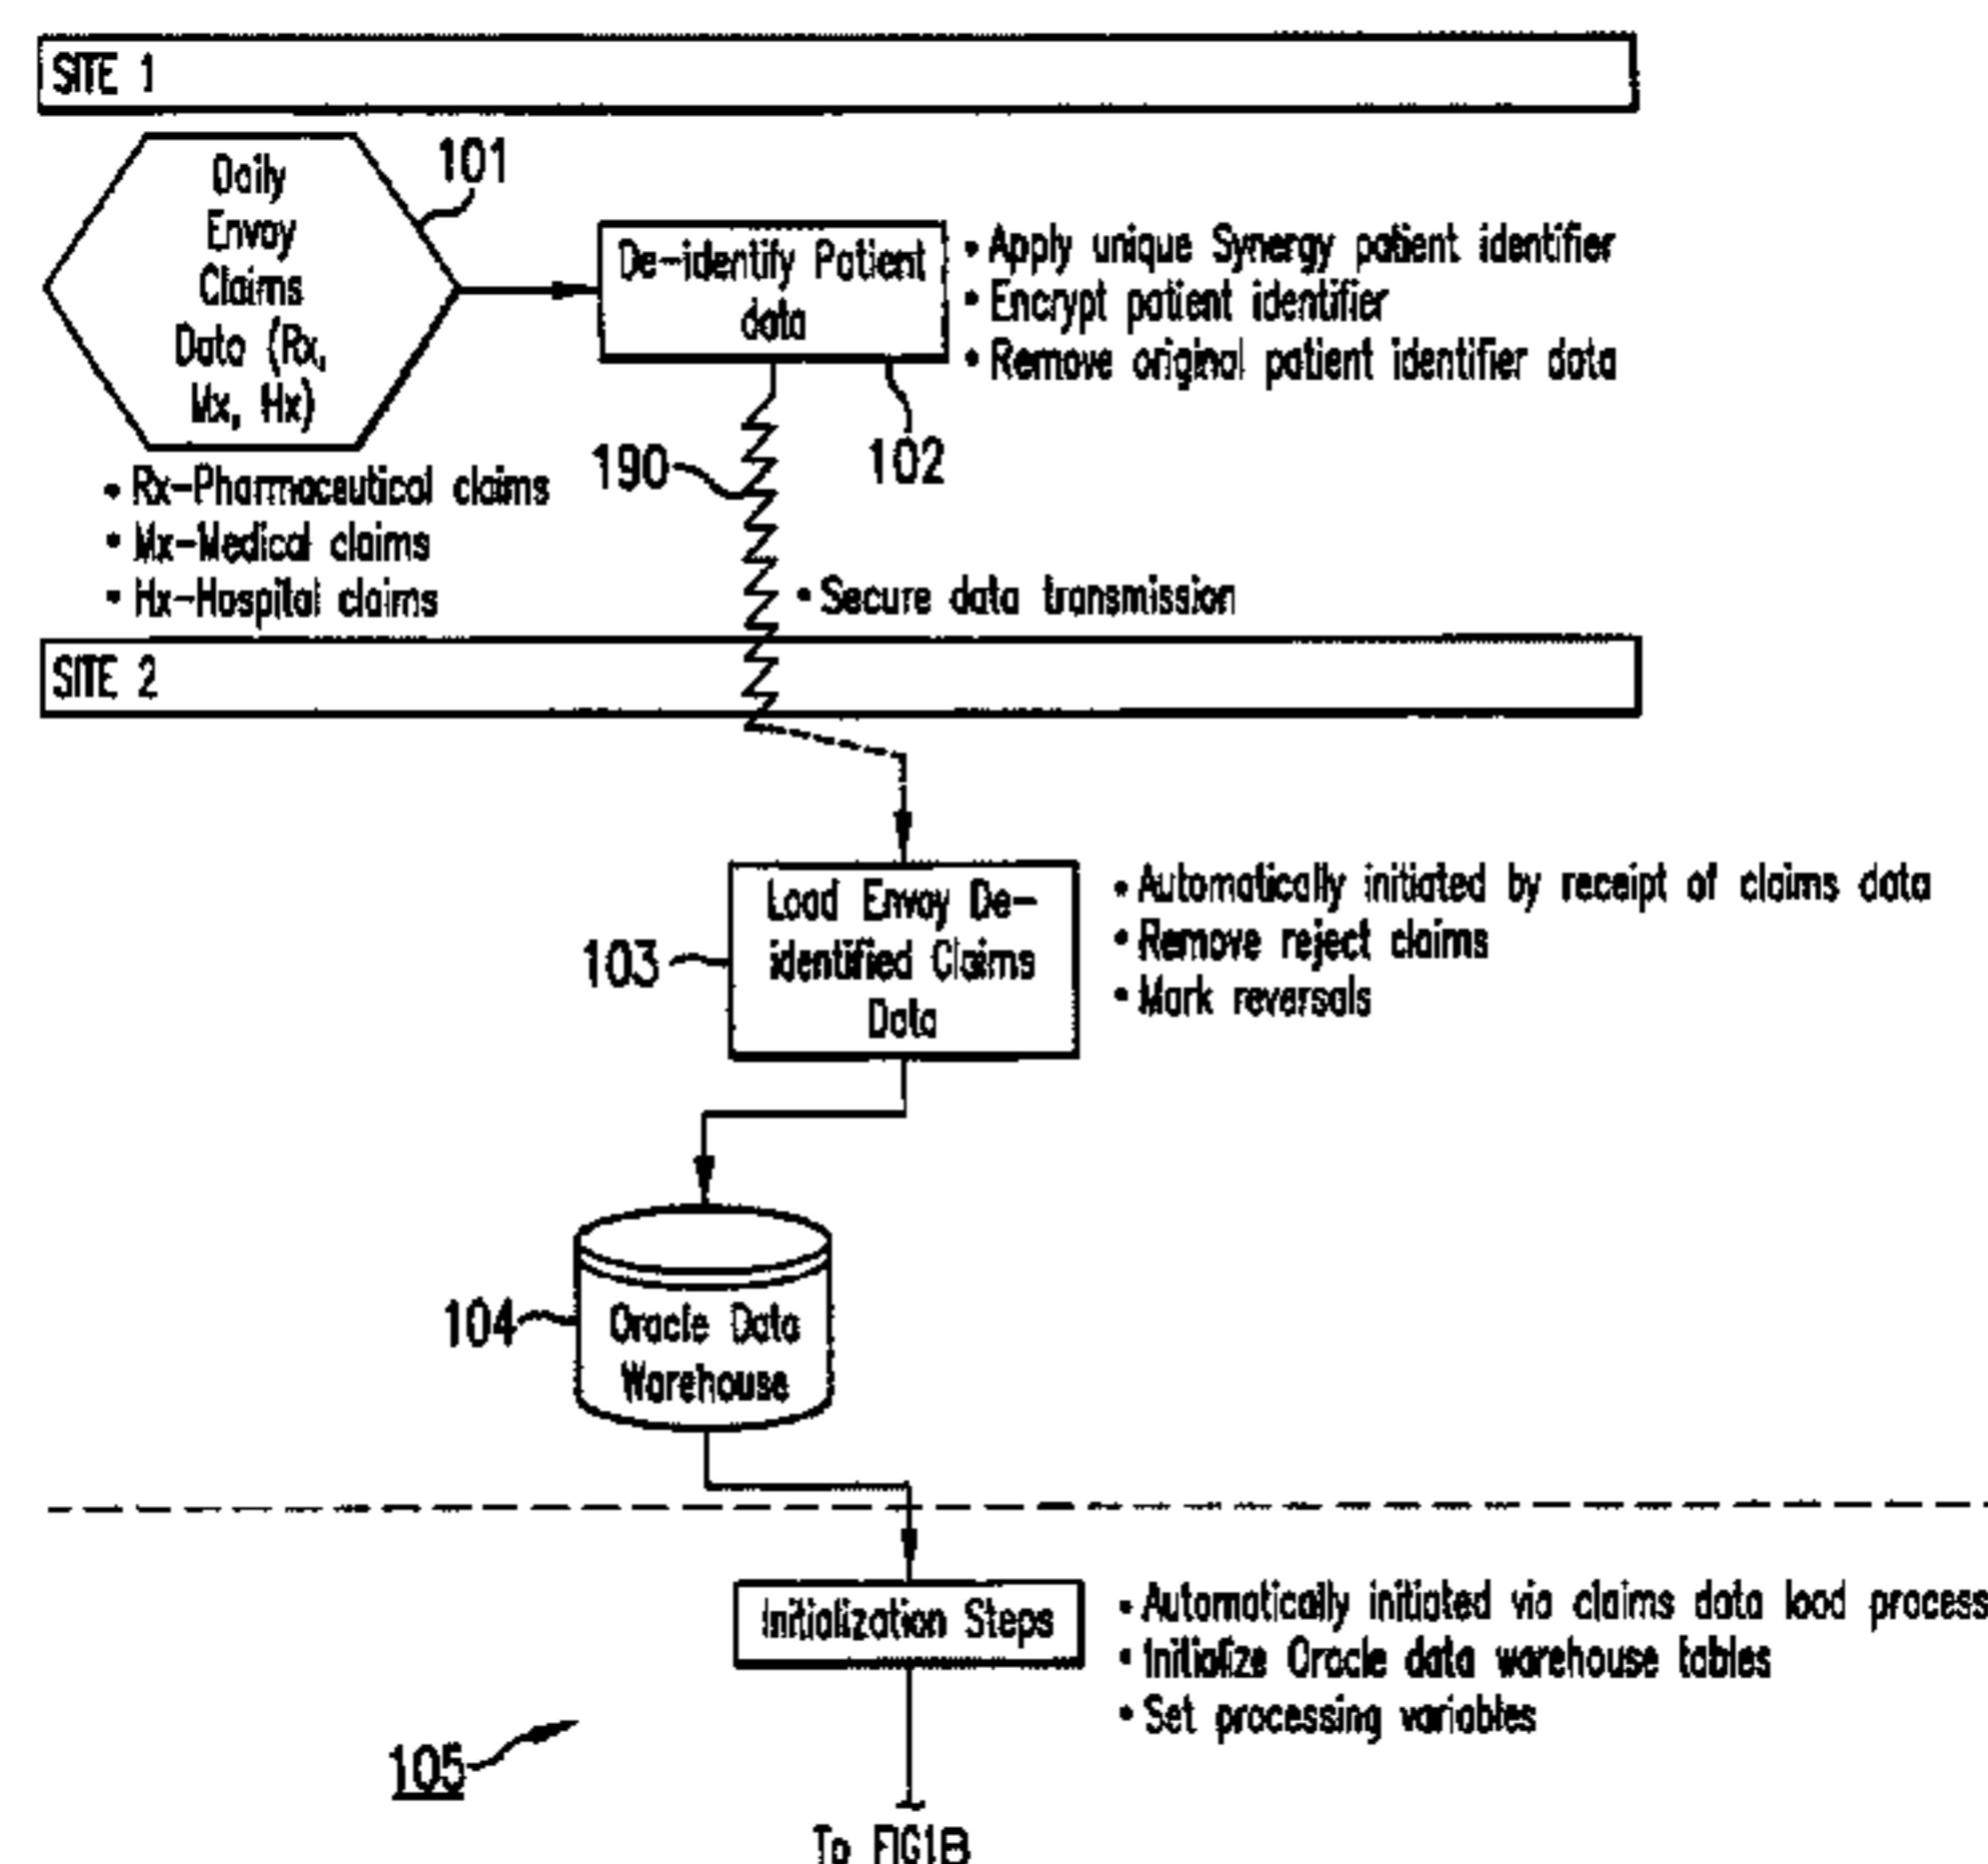 SITE 1
Daily
Envoy
Claims
Data (Rx,
Mx, Hx)
101
De-identify Patient
data
• Apply unique Synergy patient identifier
• Encrypt patient identifier
• Remove original patient identifier data
102
190
• Rx-Pharmaceutical claims
• Mx-Medical claims
• Hx-Hospital claims
• Secure data transmission
SITE 2
103
Load Envoy De-
identified Claims
Data
• Automatically initiated by receipt of claims data
• Remove reject claims
• Mark reversals
104
Oracle Data
Warehouse
Initialization Steps
• Automatically initiated via claims data load process
• Initialize Oracle data warehouse tables
• Set processing variables
105
To FIG1B